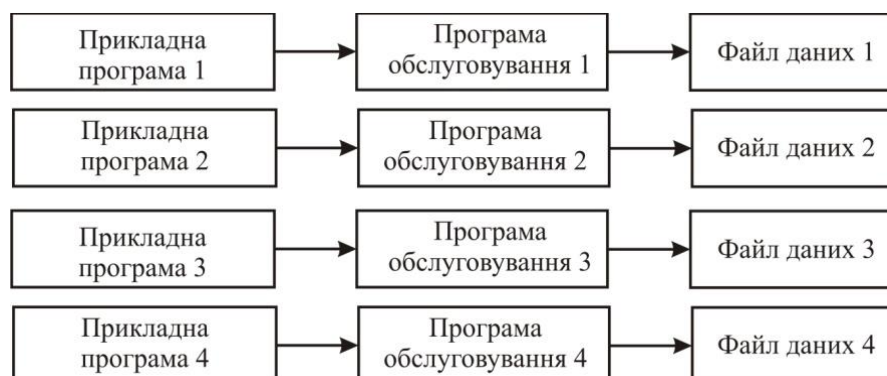 Прикладна
програма 1
Програма
обслуговування 1
Файл даних 1
Прикладна
програма 2
Програма
обслуговування 2
Файл даних 2
Прикладна
програма 3
Програма
обслуговування 3
Файл даних 3
Прикладна
програма 4
Програма
обслуговування 4
Файл даних 4